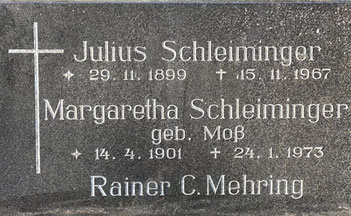 Julius Schleiminger
* 29. 11. 1899 † 15. 11. 1967
Margaretha Schleiminger
geb. Moß
* 14. 4. 1901 † 24. 1. 1973
Rainer C. Mehring